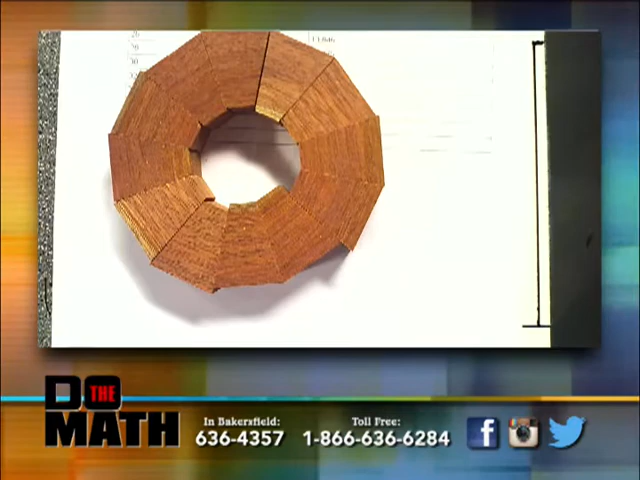 DO THE MATH
In Bakersfield:
636-4357
Toll Free:
1-866-636-6284